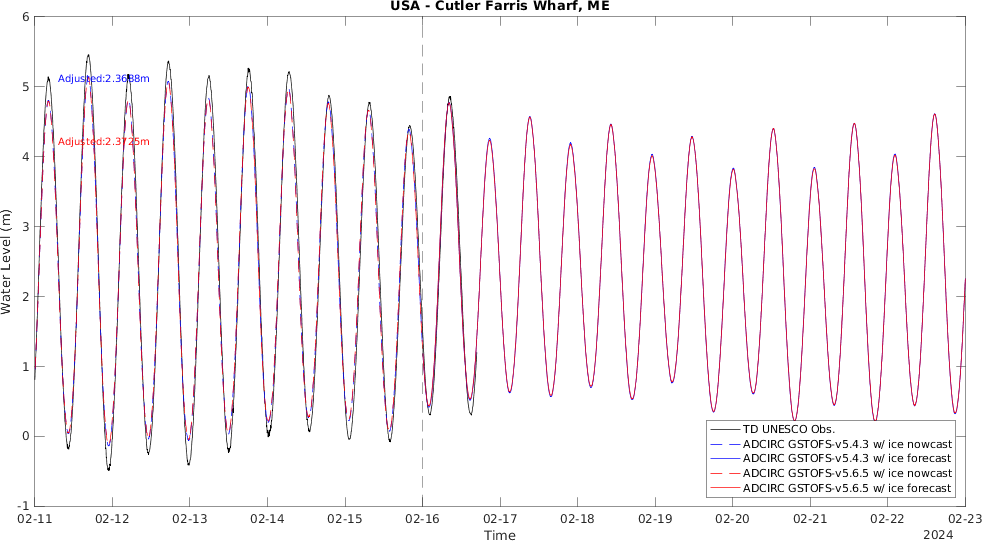 USA - Cutler Farris Wharf, ME
6
5
4
3
2
1
0
-1
Water Level (m)
Adjusted:2.3688m
Adjusted:2.3725m
TD UNESCO Obs.
ADCIRC GSTOFS-v5.4.3 w/ ice nowcast
ADCIRC GSTOFS-v5.4.3 w/ ice forecast
ADCIRC GSTOFS-v5.6.5 w/ ice nowcast
ADCIRC GSTOFS-v5.6.5 w/ ice forecast
02-11 02-12 02-13 02-14 02-15 02-16 02-17 02-18 02-19 02-20 02-21 02-22 02-23
Time
2024